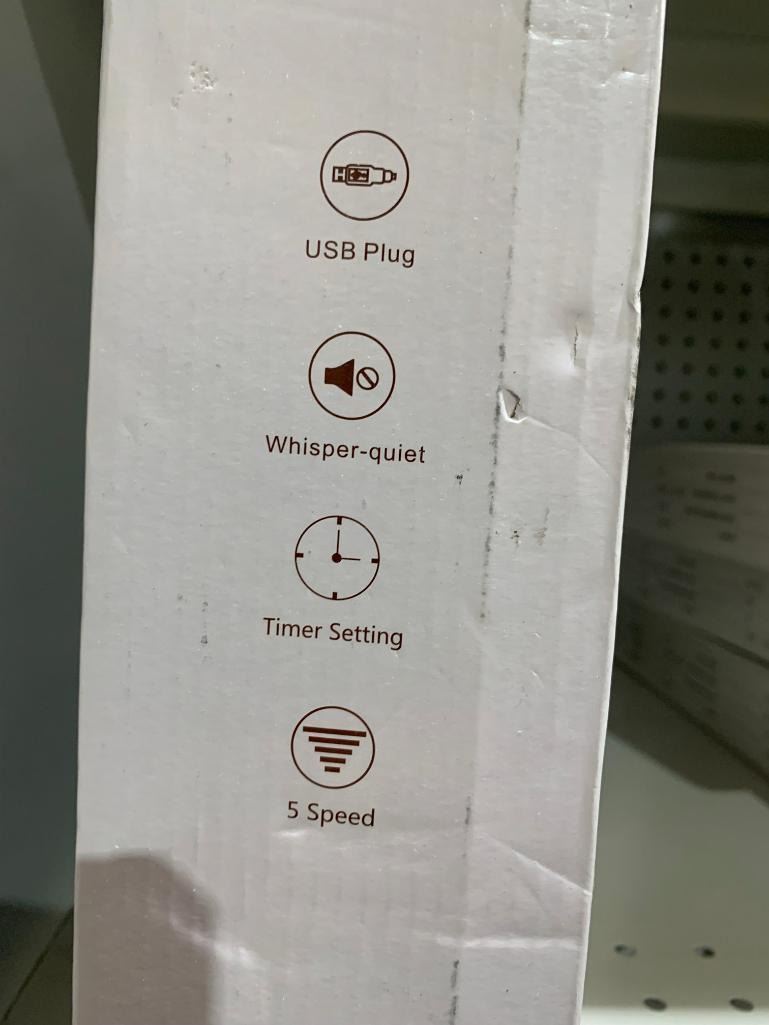 USB Plug
Whisper-quiet
Timer Setting
5 Speed